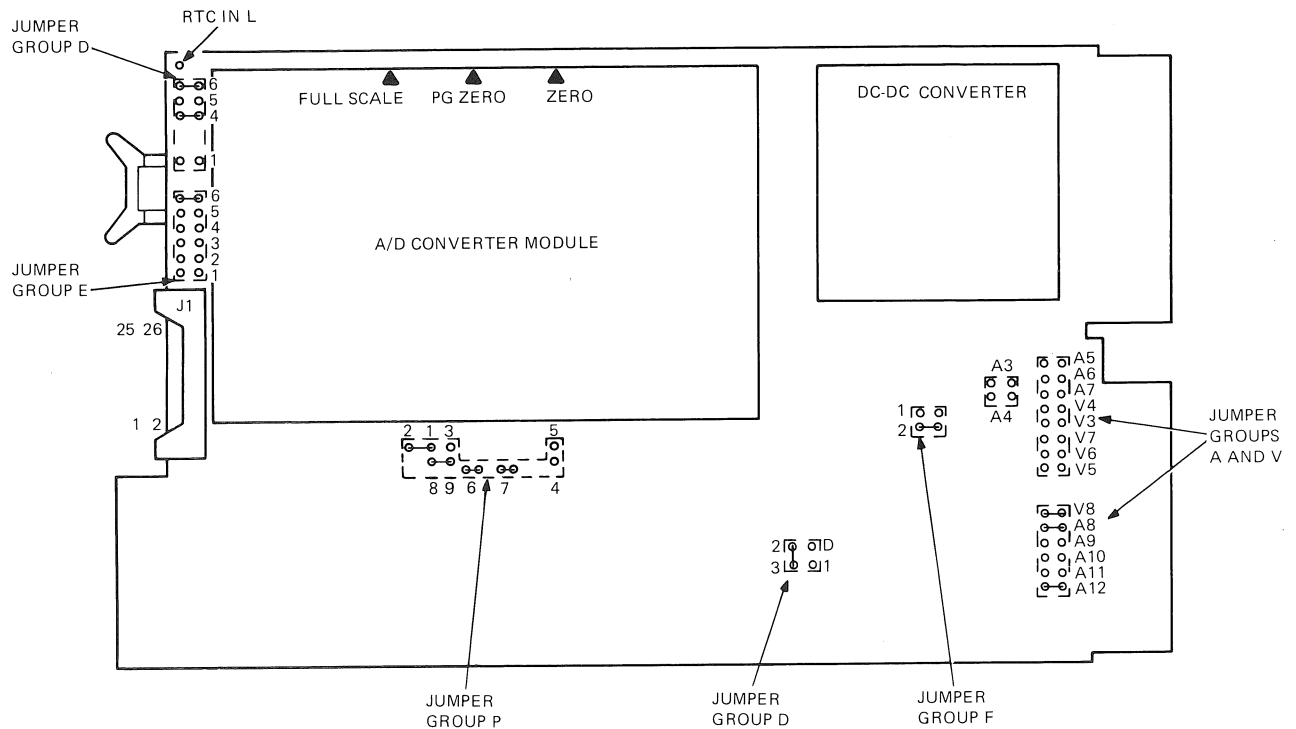 RTC IN L
JUMPER
GROUP D
6
5
4
1
FULL SCALE PG ZERO ZERO
DC-DC CONVERTER
6
5
4
3
2
1
A/D CONVERTER MODULE
JUMPER
GROUP E
J1
25 26
1 2
A3
A4
A5
A6
A7
V4
V3
V7
V6
V5
JUMPER
GROUPS
A AND V
1
2
2 1 3 5
8 9 6 7 4
V8
A8
A9
A10
A11
A12
2 D
3 1
JUMPER
GROUP P
JUMPER
GROUP D
JUMPER
GROUP F